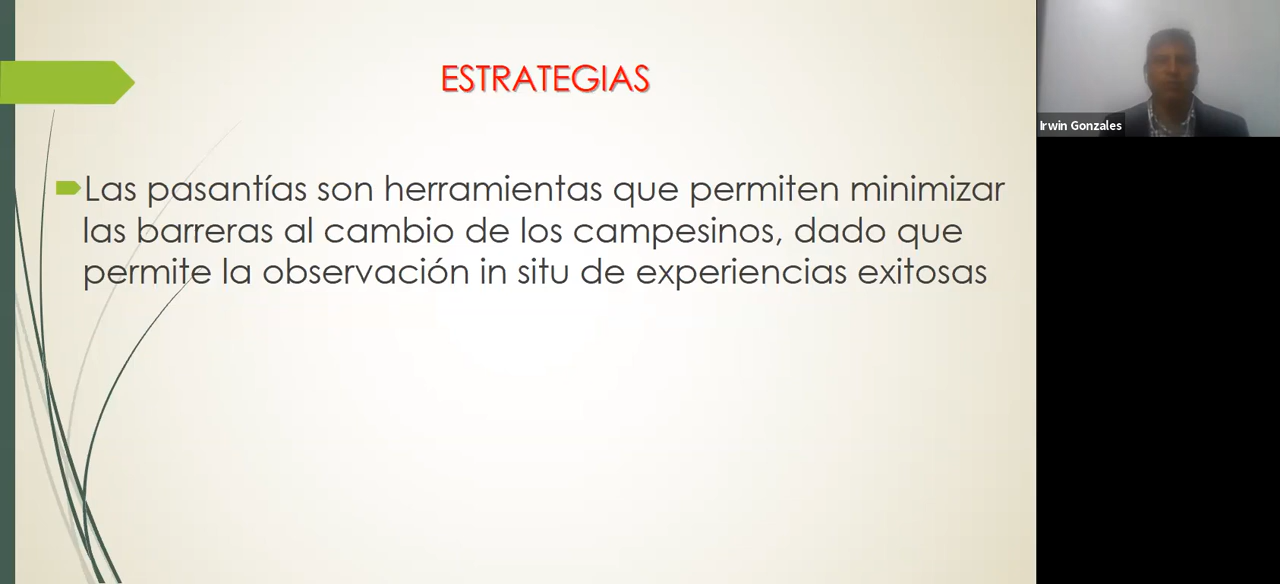 ESTRATEGIAS
Las pasantías son herramientas que permiten minimizar
las barreras al cambio de los campesinos, dado que
permite la observación in situ de experiencias exitosas
Irwin Gonzales